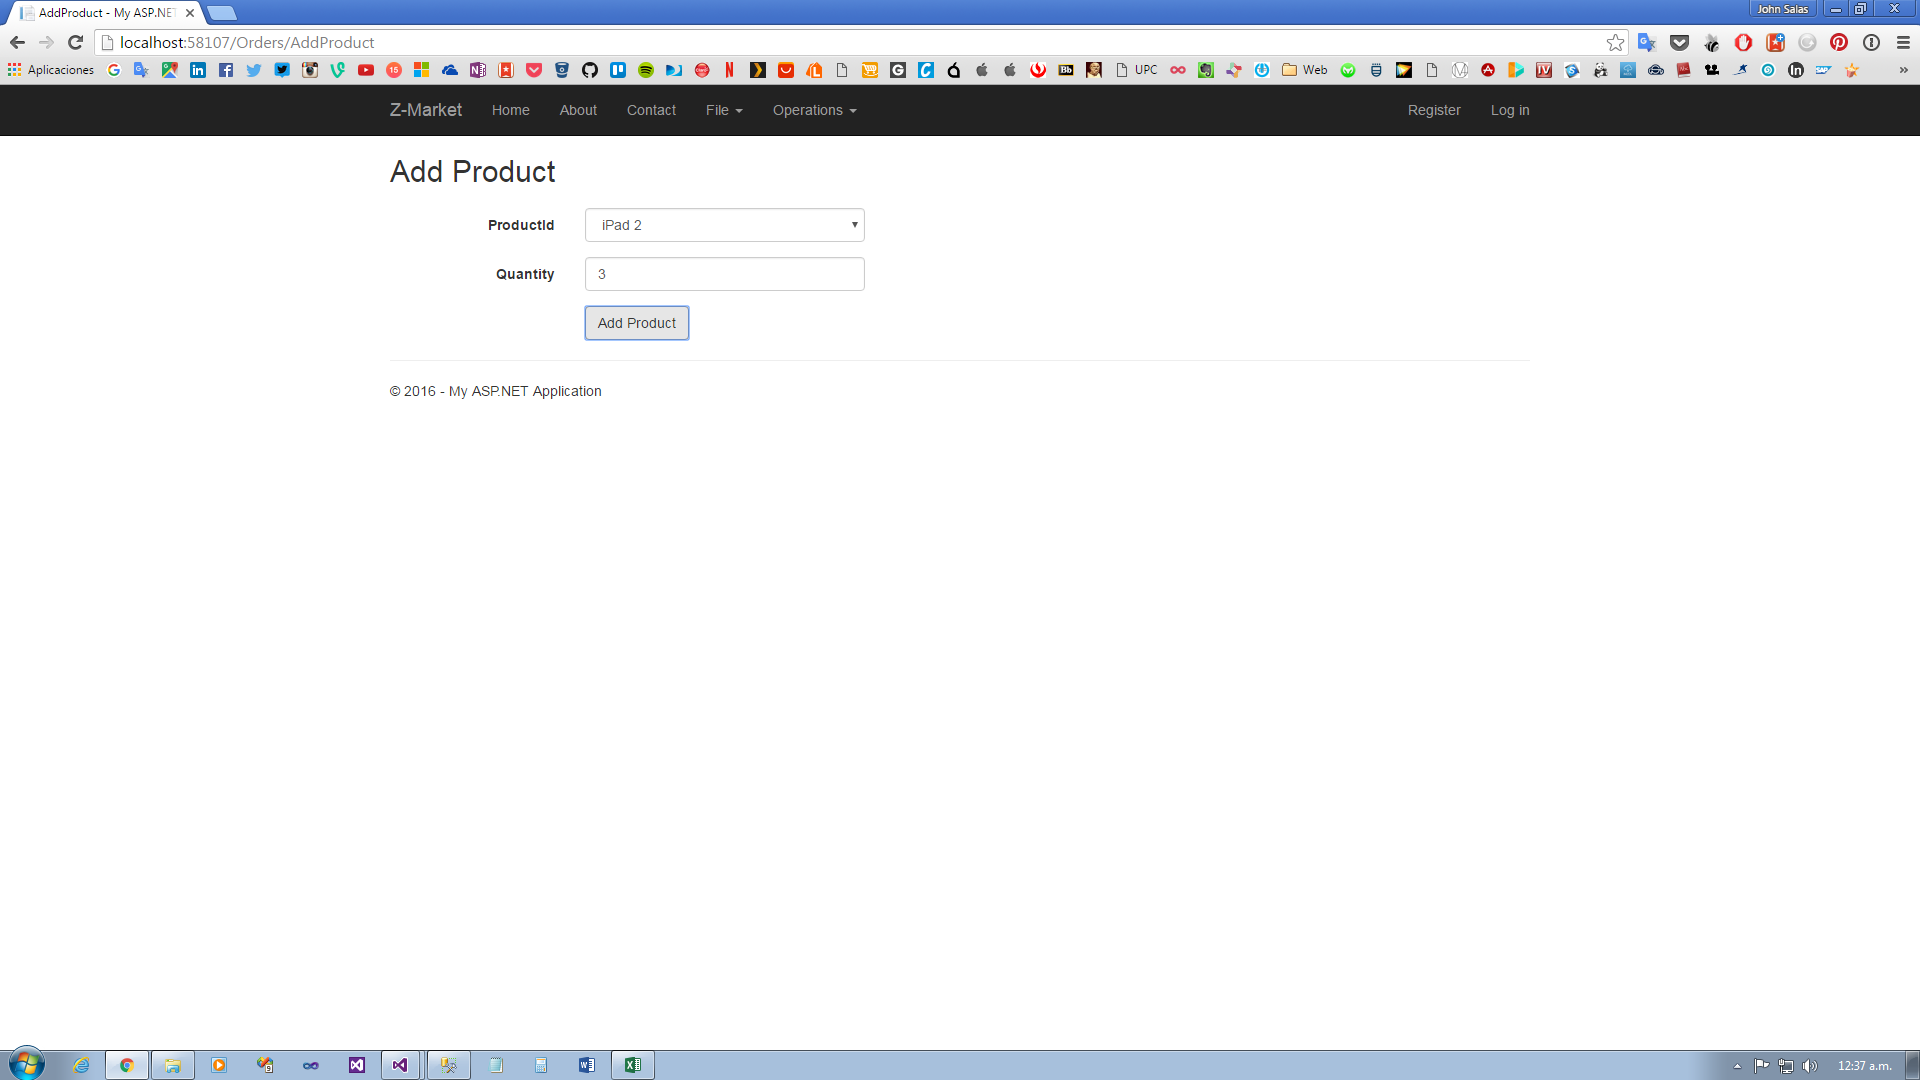 AddProduct - My ASP.NET
John Salas
localhost:58107/Orders/AddProduct
Aplicaciones
UPC
Web
Z-Market
Home
About
Contact
File
Operations
Register
Log in
Add Product
ProductId
iPad 2
Quantity
3
Add Product
© 2016 - My ASP.NET Application
12:37 a.m.